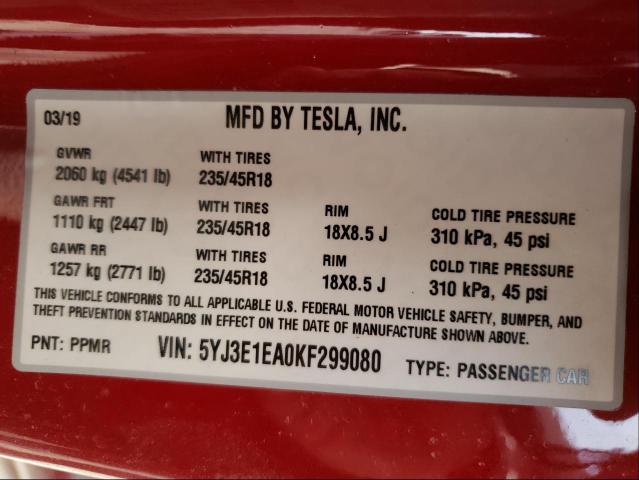 03/19 MFD BY TESLA, INC.
GVWR WITH TIRES
2060 kg (4541 lb) 235/45R18
GAWR FRT WITH TIRES RIM COLD TIRE PRESSURE
1110 kg (2447 lb) 235/45R18 18X8.5 J 310 kPa, 45 psi
GAWR RR WITH TIRES RIM COLD TIRE PRESSURE
1257 kg (2771 lb) 235/45R18 18X8.5 J 310 kPa, 45 psi
THIS VEHICLE CONFORMS TO ALL APPLICABLE U.S. FEDERAL MOTOR VEHICLE SAFETY, BUMPER, AND
THEFT PREVENTION STANDARDS IN EFFECT ON THE DATE OF MANUFACTURE SHOWN ABOVE.
PNT: PPMR VIN: 5YJ3E1EA0KF299080 TYPE: PASSENGER CAR